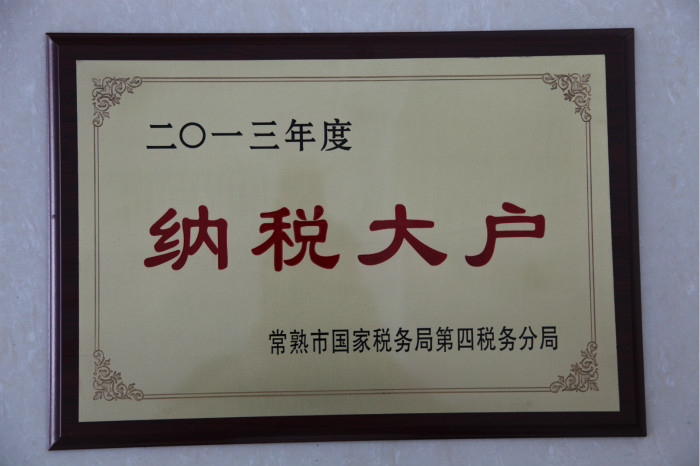 二〇一三年度
纳税大户
常熟市国家税务局第四税务分局